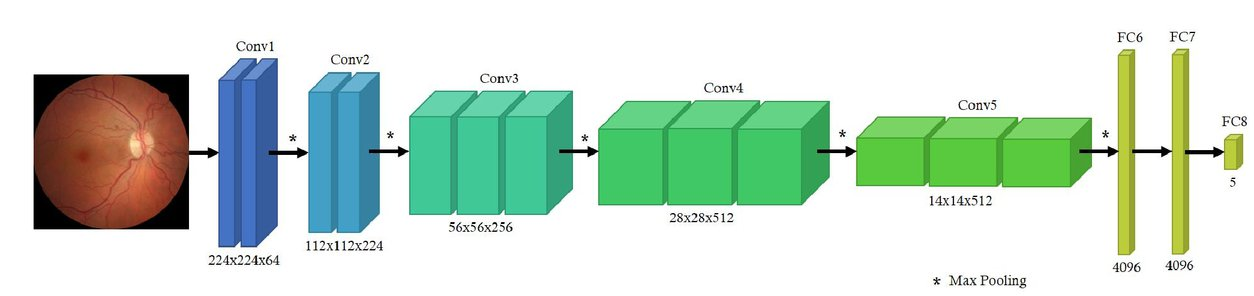 Conv1
Conv2
Conv3
Conv4
Conv5
FC6
FC7
FC8
*
*
*
*
*
224x224x64
112x112x224
56x56x256
28x28x512
14x14x512
4096
4096
5
* Max Pooling